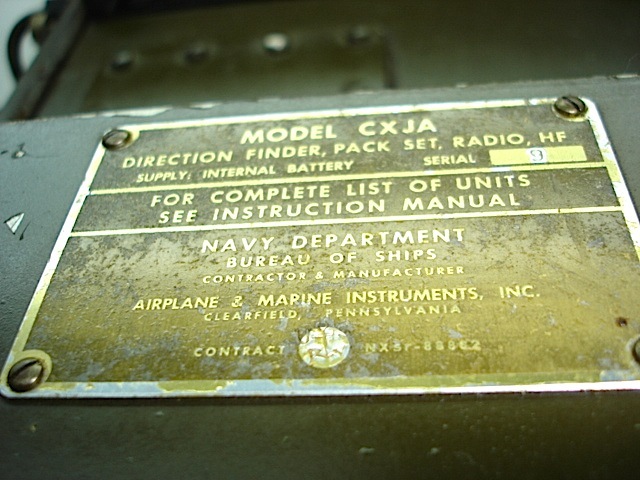 MODEL CXJA
DIRECTION FINDER, PACK SET, RADIO, HF
SUPPLY: INTERNAL BATTERY SERIAL 9
FOR COMPLETE LIST OF UNITS
SEE INSTRUCTION MANUAL
NAVY DEPARTMENT
BUREAU OF SHIPS
CONTRACTOR & MANUFACTURER
AIRPLANE & MARINE INSTRUMENTS, INC.
CLEARFIELD, PENNSYLVANIA
CONTRACT